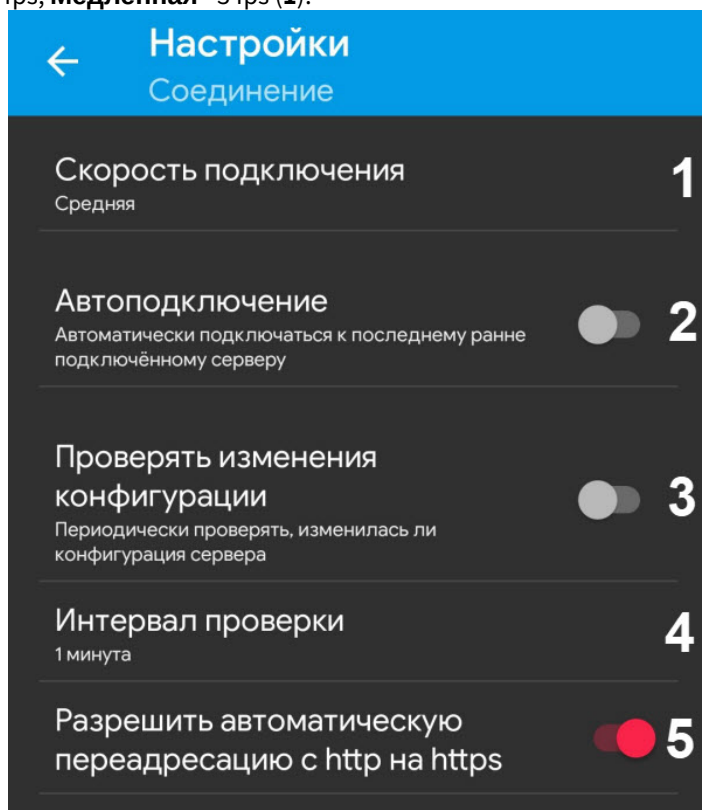 Медленная - 3 fps (1).
Настройки
Соединение
Скорость подключения 1
Средняя
Автоподключение
Автоматически подключаться к последнему ранне 2
подключённому серверу
Проверять изменения
конфигурации 3
Периодически проверять, изменилась ли
конфигурация сервера
Интервал проверки 4
1 минута
Разрешить автоматическую
переадресацию с http на https 5